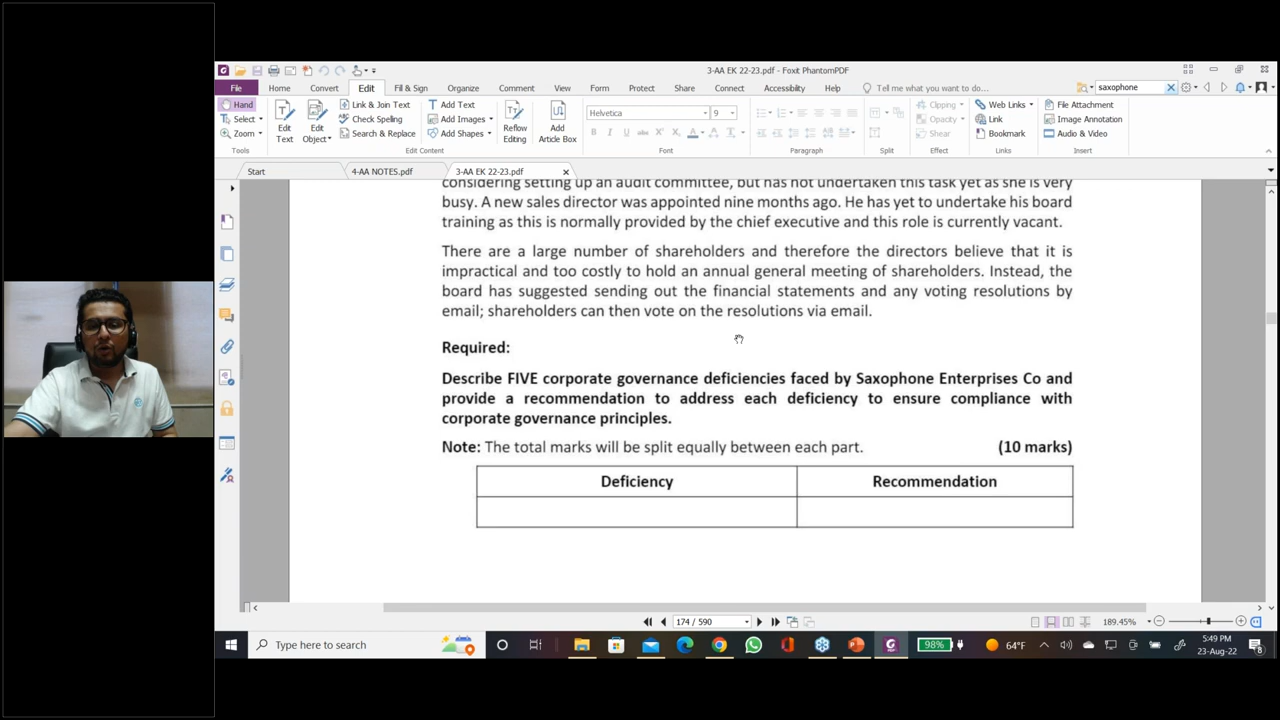 3-AA EK 22-23.pdf - Foxit PhantomPDF
File Home Convert Edit Organize Fill & Sign Comment View Form Protect Share Connect Accessibility Help Tell me what you want to do... saxophone
Hand
Select
Zoom
Tools
Edit Text
Edit Object
Link & Join Text
Check Spelling
Search & Replace
Edit Content
Add Text
Add Images
Add Shapes
Reflow Editing
Add Article Box
Helvetica 9
Font
Paragraph
Split
Clipping
Opacity
Shear
Effect
Web Links
Link
Bookmark
Links
File Attachment
Image Annotation
Audio & Video
Insert
Start 4-AA NOTES.pdf 3-AA EK 22-23.pdf
considering setting up an audit committee, but has not undertaken this task yet as she is very
busy. A new sales director was appointed nine months ago. He has yet to undertake his board
training as this is normally provided by the chief executive and this role is currently vacant.
There are a large number of shareholders and therefore the directors believe that it is
impractical and too costly to hold an annual general meeting of shareholders. Instead, the
board has suggested sending out the financial statements and any voting resolutions by
email; shareholders can then vote on the resolutions via email.
Required:
Describe FIVE corporate governance deficiencies faced by Saxophone Enterprises Co and
provide a recommendation to address each deficiency to ensure compliance with
corporate governance principles.
Note: The total marks will be split equally between each part. (10 marks)
Deficiency Recommendation
174 / 590 189.45%
Type here to search 98% 64°F 5:49 PM
23-Aug-22